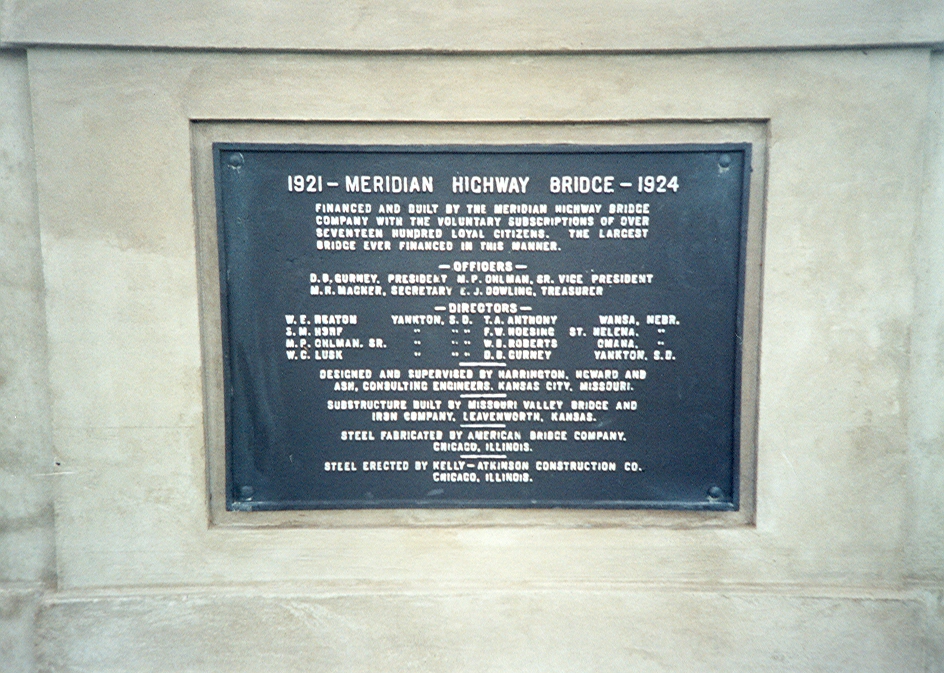 1921 - MERIDIAN HIGHWAY BRIDGE - 1924
FINANCED AND BUILT BY THE MERIDIAN HIGHWAY BRIDGE
COMPANY WITH THE VOLUNTARY SUBSCRIPTIONS OF OVER
SEVENTEEN HUNDRED LOYAL CITIZENS. THE LARGEST
BRIDGE EVER FINANCED IN THIS MANNER.
- OFFICERS -
D.B. GURNEY, PRESIDENT M.P. OHLMAN, SR. VICE PRESIDENT
M.R. SECRETARY E.J. DOWLING, TREASURER
- DIRECTORS -
W.E. HEATON YANKTON, S.D. T.A. ANTHONY WAUSA, NEBR.
S.M. HORF " " " F.W. ST. HELENA, "
M.P. OHLMAN, SR. " " " W.S. ROBERTS OMAHA, "
W.C. LUSK " " " D.B. GURNEY YANKTON, S.D.
DESIGNED AND SUPERVISED BY HARRINGTON, HOWARD AND
ASH, CONSULTING ENGINEERS, KANSAS CITY, MISSOURI.
SUBSTRUCTURE BUILT BY MISSOURI VALLEY BRIDGE AND
IRON COMPANY, LEAVENWORTH, KANSAS.
STEEL FABRICATED BY AMERICAN BRIDGE COMPANY,
CHICAGO, ILLINOIS.
STEEL ERECTED BY KELLY-ATKINSON CONSTRUCTION CO.
CHICAGO, ILLINOIS.